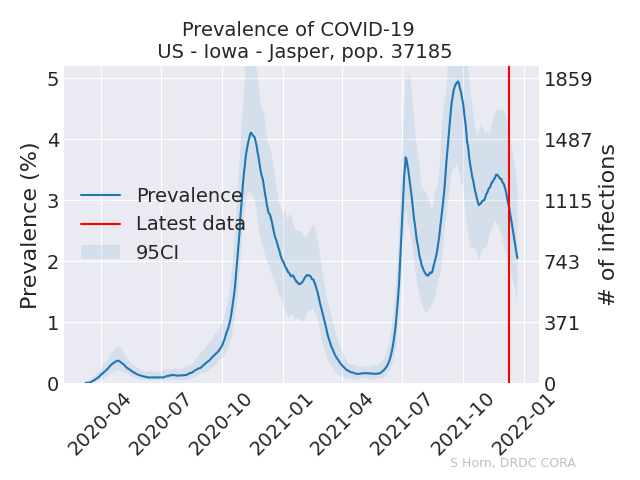 Prevalence of COVID-19
US - Iowa - Jasper, pop. 37185
Prevalence (%)
5
4
3
2
1
0
1859
1487
1115
743
371
0
# of infections
Prevalence
Latest data
95CI
2020-04
2020-07
2020-10
2021-01
2021-04
2021-07
2021-10
2022-01
S Horn, DRDC CORA